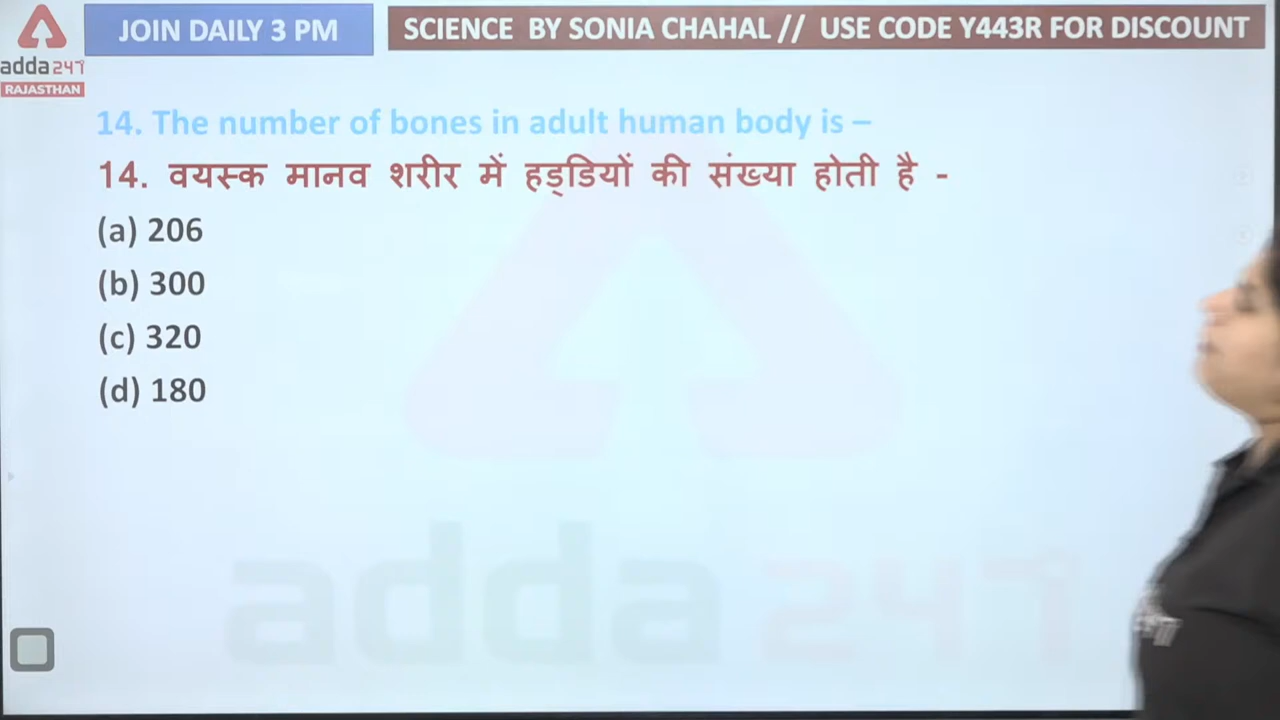 JOIN DAILY 3 PM
SCIENCE BY SONIA CHAHAL // USE CODE Y443R FOR DISCOUNT
adda247
RAJASTHAN
14. The number of bones in adult human body is –
14. वयस्क मानव शरीर में हड्डियों की संख्या होती है -
(a) 206
(b) 300
(c) 320
(d) 180
adda247